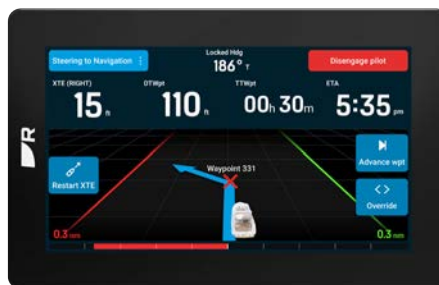 Steering to Navigation
Locked Hdg
186° T
Disengage pilot
XTE (RIGHT)
15 ft
DTWpt
110 ft
TTWpt
00h 30m
ETA
5:35 pm
R
Waypoint 331
Restart XTE
Advance wpt
<>
Override
0.3 nm
0.3 nm